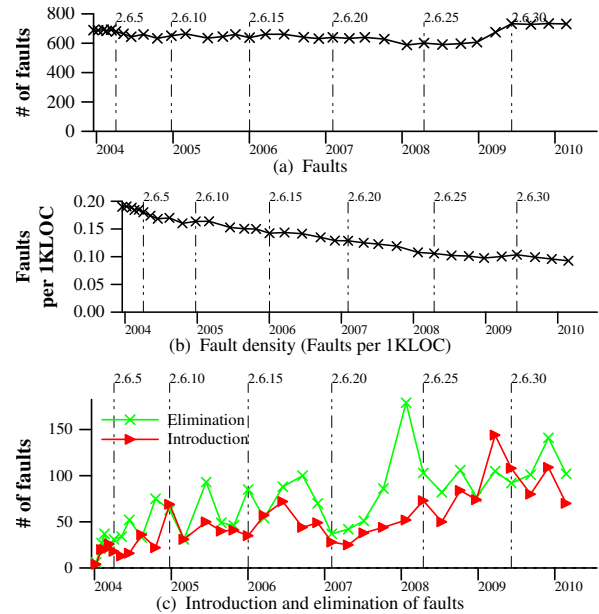 2.6.5 2.6.10 2.6.15 2.6.20 2.6.25 2.6.30
800
600
400
200
0
# of faults
2004 2005 2006 2007 2008 2009 2010
(a) Faults
2.6.5 2.6.10 2.6.15 2.6.20 2.6.25 2.6.30
0.20
0.15
0.10
0.05
0.00
Faults
per 1KLOC
2004 2005 2006 2007 2008 2009 2010
(b) Fault density (Faults per 1KLOC)
2.6.5 2.6.10 2.6.15 2.6.20 2.6.25 2.6.30
Elimination
Introduction
150
100
50
0
# of faults
2004 2005 2006 2007 2008 2009 2010
(c) Introduction and elimination of faults